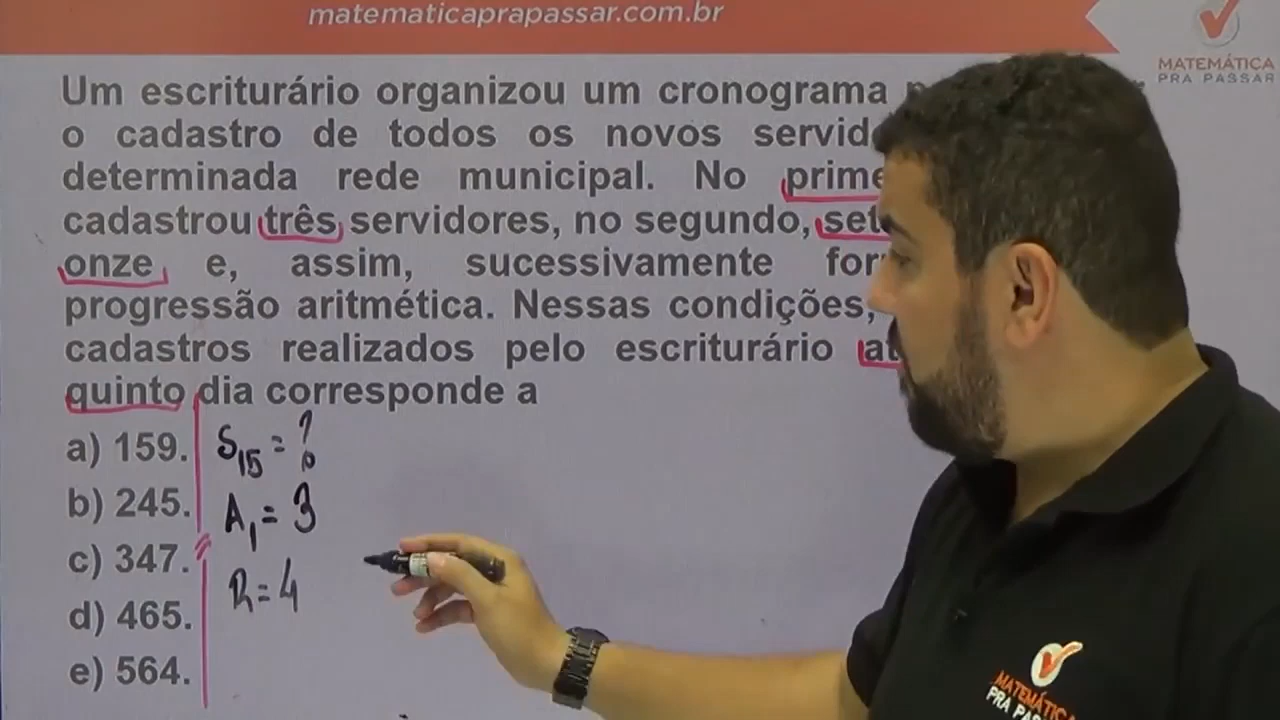 matematicaprapassar.com.br
MATEMÁTICA
PRA PASSAR
Um escriturário organizou um cronograma
o cadastro de todos os novos
determinada rede municipal. No
cadastrou três servidores, no segundo,
onze e, assim, sucessivamente
progressão aritmética. Nessas condições,
cadastros realizados pelo escriturário
quinto dia corresponde a
a) 159.
b) 245.
c) 347.
d) 465.
e) 564.
S15 = ?
A1 = 3
R = 4
MATEMÁTICA